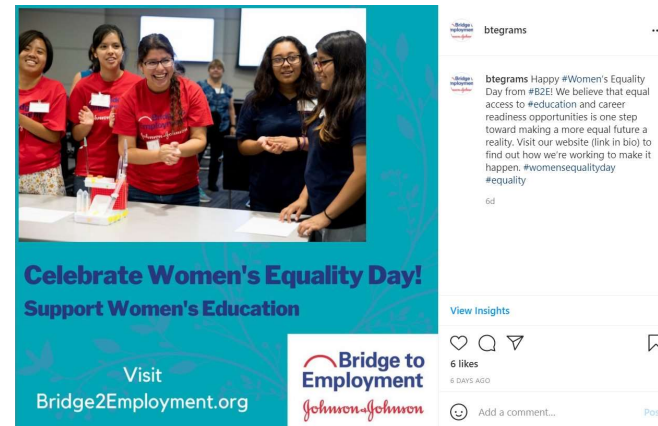 Celebrate Women's Equality Day!
Support Women's Education
Visit
Bridge2Employment.org
Bridge to
Employment
Johnson & Johnson
btegrams
btegrams Happy #Women's Equality
Day from #B2E! We believe that equal
access to #education and career
readiness opportunities is one step
toward making a more equal future a
reality. Visit our website (link in bio) to
find out how we're working to make it
happen. #womensequalityday
#equality
6d
View Insights
6 likes
6 DAYS AGO
Add a comment...